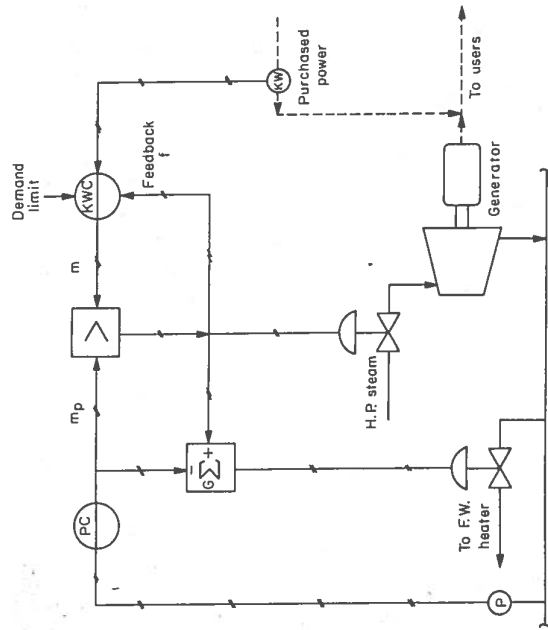 Demand
limit
KWC
m
>
mp
PC
Feedback
f
KW
Purchased
power
G Σ
−
+
H.P. steam
To users
Generator
To F.W.
heater
P